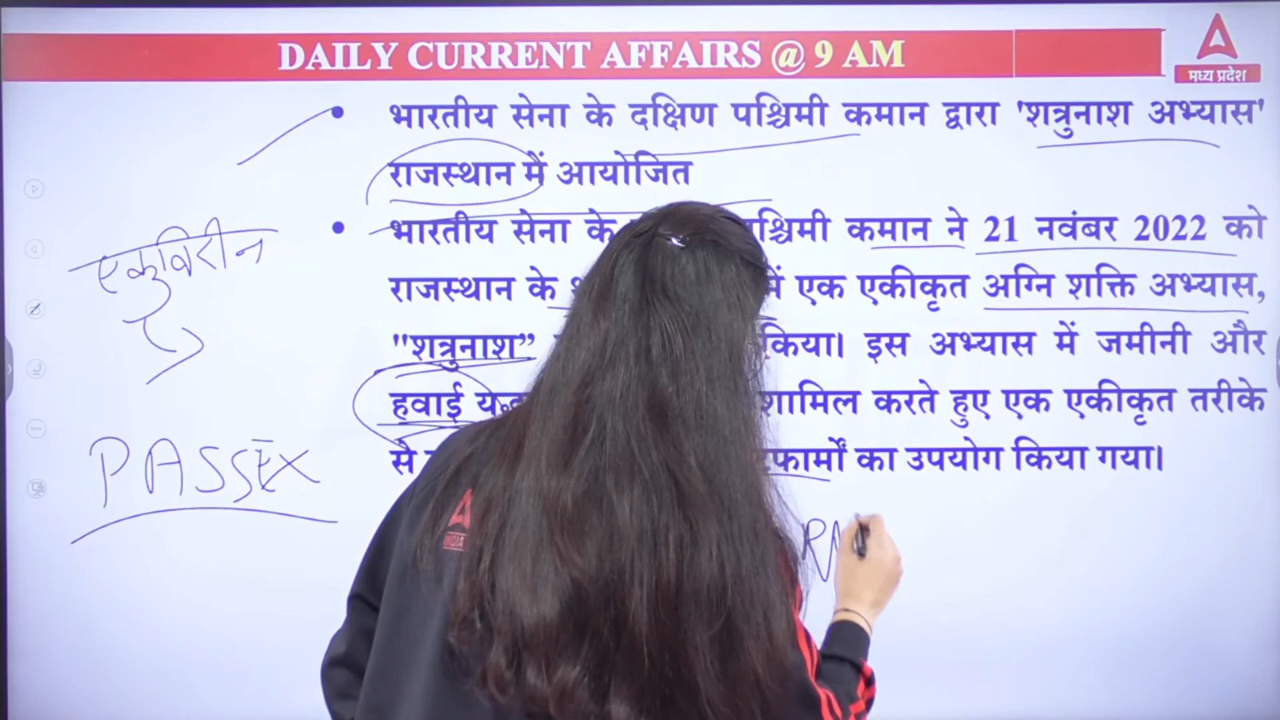 DAILY CURRENT AFFAIRS @ 9 AM
मध्य प्रदेश
भारतीय सेना के दक्षिण पश्चिमी कमान द्वारा 'शत्रुनाश अभ्यास'
राजस्थान में आयोजित
भारतीय सेना के पश्चिमी कमान ने 21 नवंबर 2022 को
राजस्थान के में एक एकीकृत अग्नि शक्ति अभ्यास,
"शत्रुनाश” किया। इस अभ्यास में जमीनी और
हवाई शामिल करते हुए एक एकीकृत तरीके
से का उपयोग किया गया।
एकुविरीन
PASSEX
INDIA